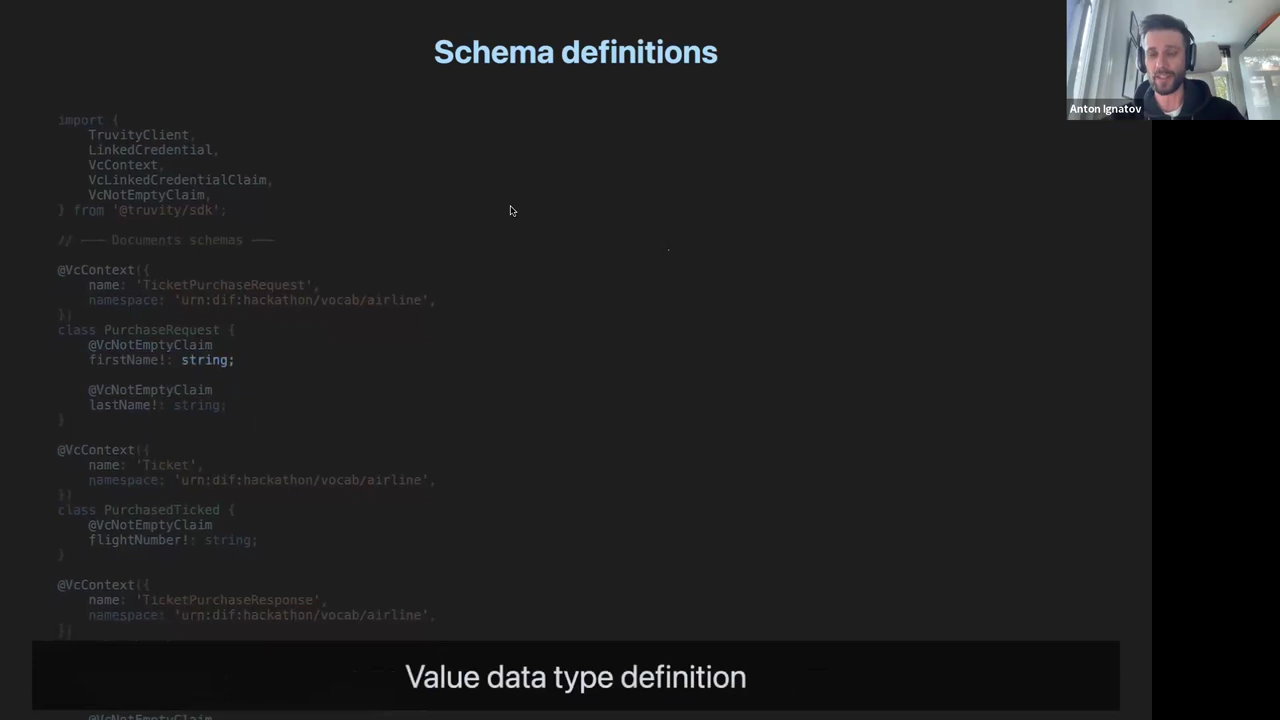 Schema definitions
Anton Ignatov
import {
TruvityClient,
LinkedCredential,
VcContext,
VcLinkedCredentialClaim,
VcNotEmptyClaim,
} from '@truvity/sdk';
// ─── Documents schemas ───
@VcContext({
name: 'TicketPurchaseRequest',
namespace: 'urn:dif:hackathon/vocab/airline',
})
class PurchaseRequest {
@VcNotEmptyClaim
firstName!: string;
@VcNotEmptyClaim
lastName!: string;
}
@VcContext({
name: 'Ticket',
namespace: 'urn:dif:hackathon/vocab/airline',
})
class PurchasedTicked {
@VcNotEmptyClaim
flightNumber!: string;
}
@VcContext({
name: 'TicketPurchaseResponse',
namespace: 'urn:dif:hackathon/vocab/airline',
})
Value data type definition
@VcNotEmptyClaim